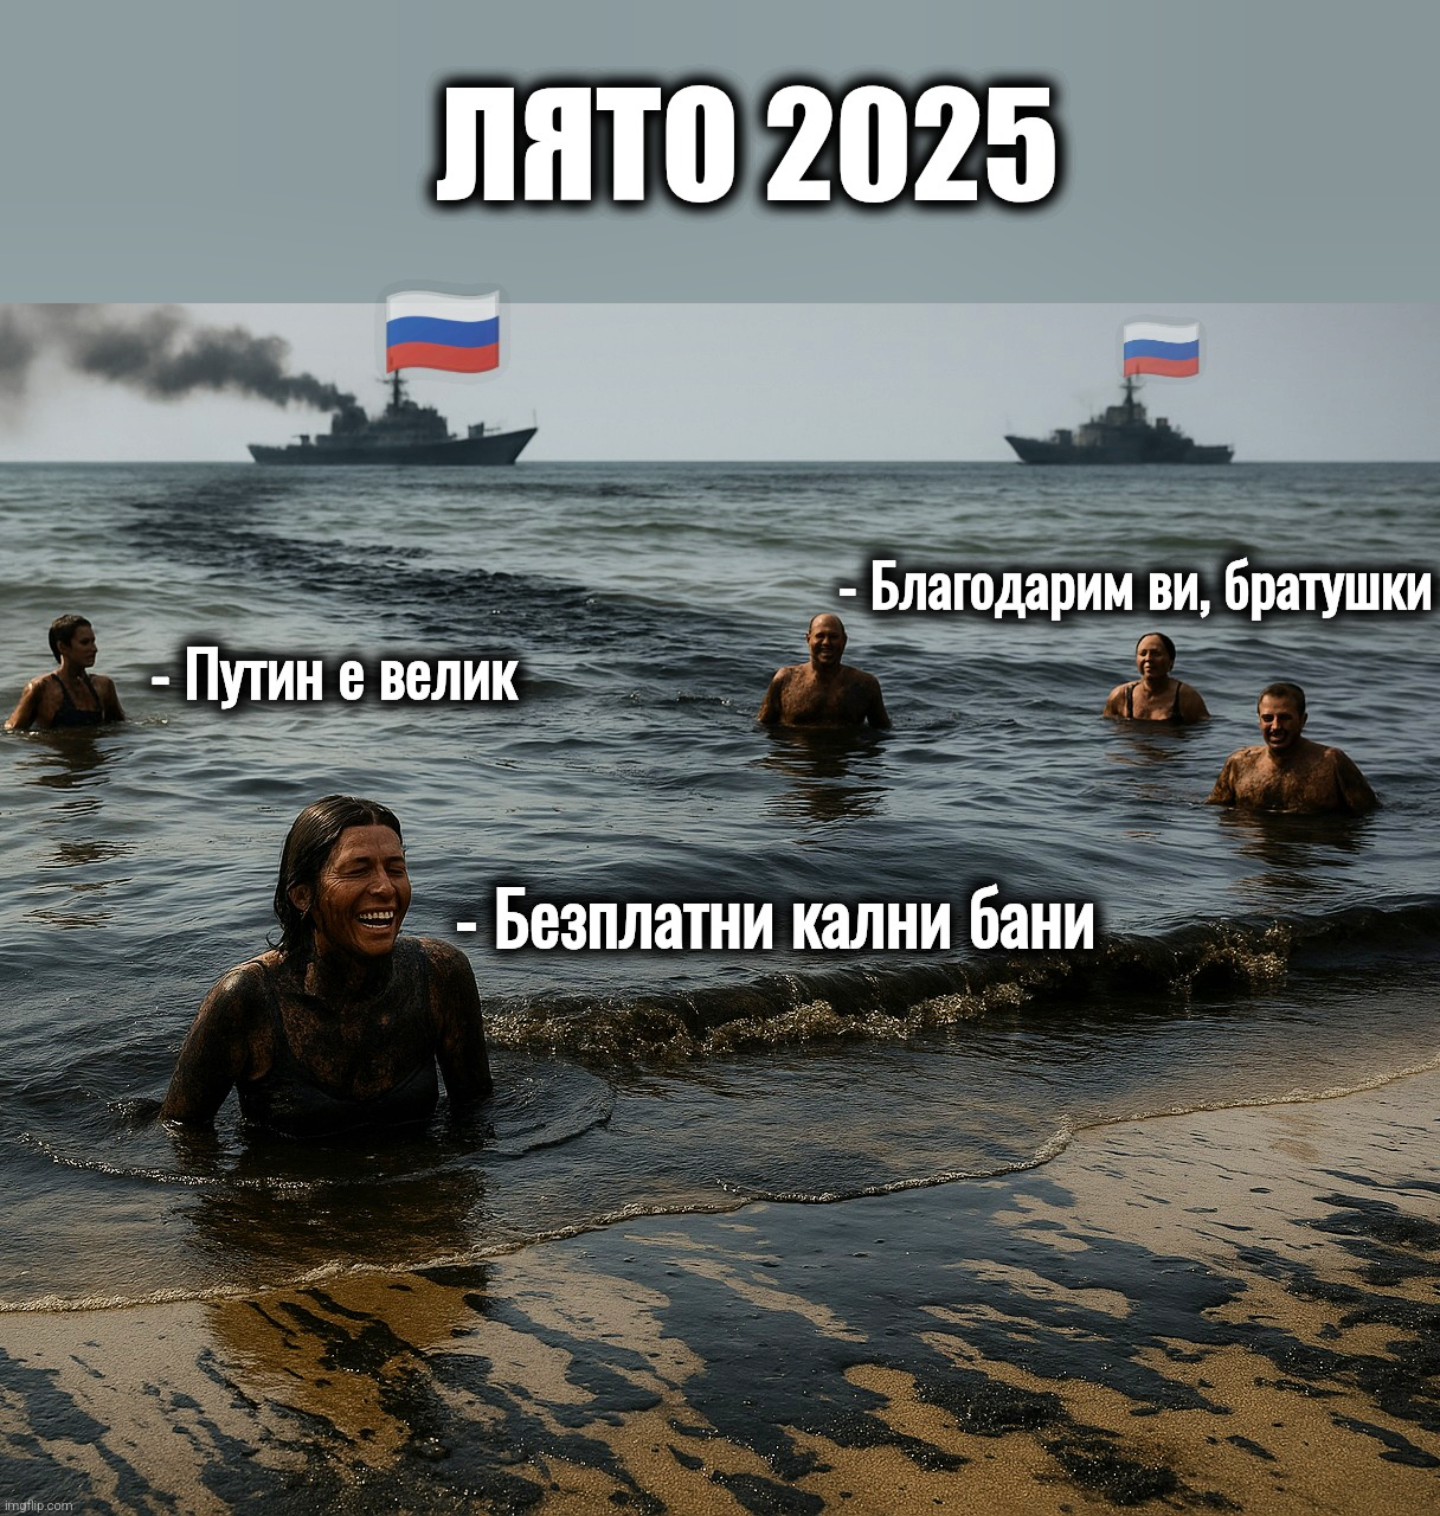 ЛЯТО 2025
- Благодарим ви, братушки
- Путин е велик
- Безплатни кални бани
imgflip.com